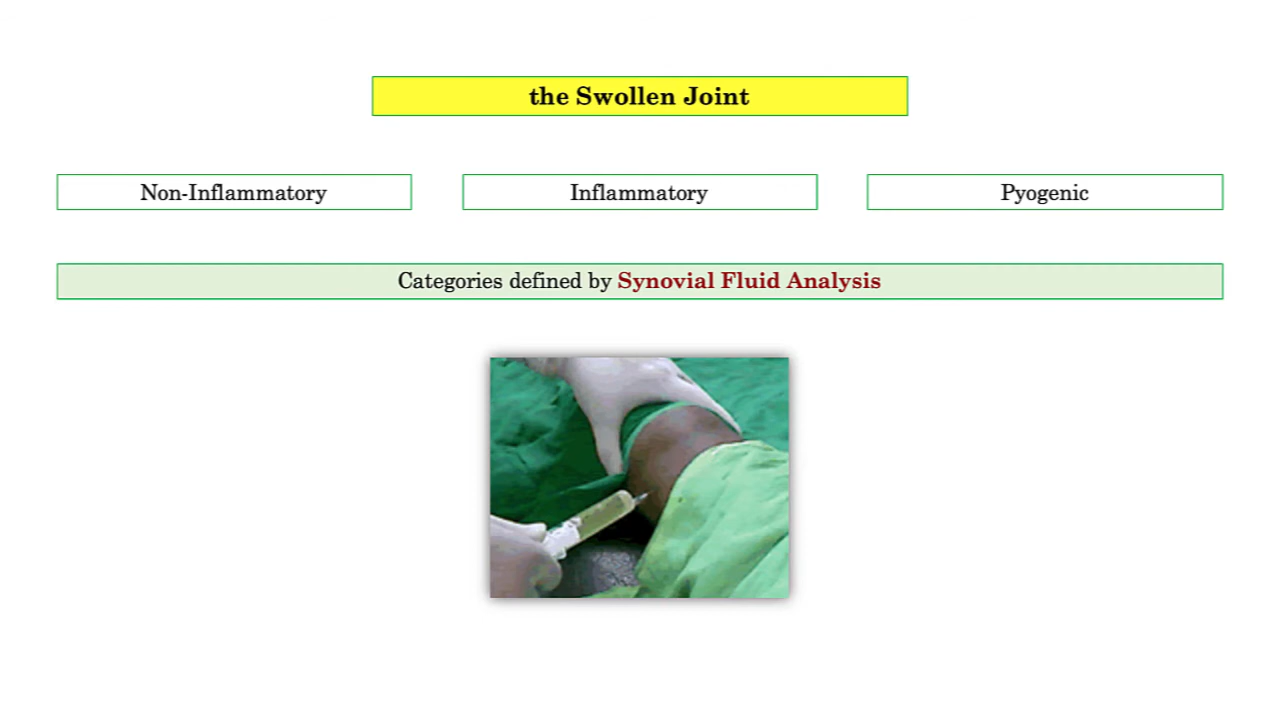 the Swollen Joint
Non-Inflammatory
Inflammatory
Pyogenic
Categories defined by Synovial Fluid Analysis